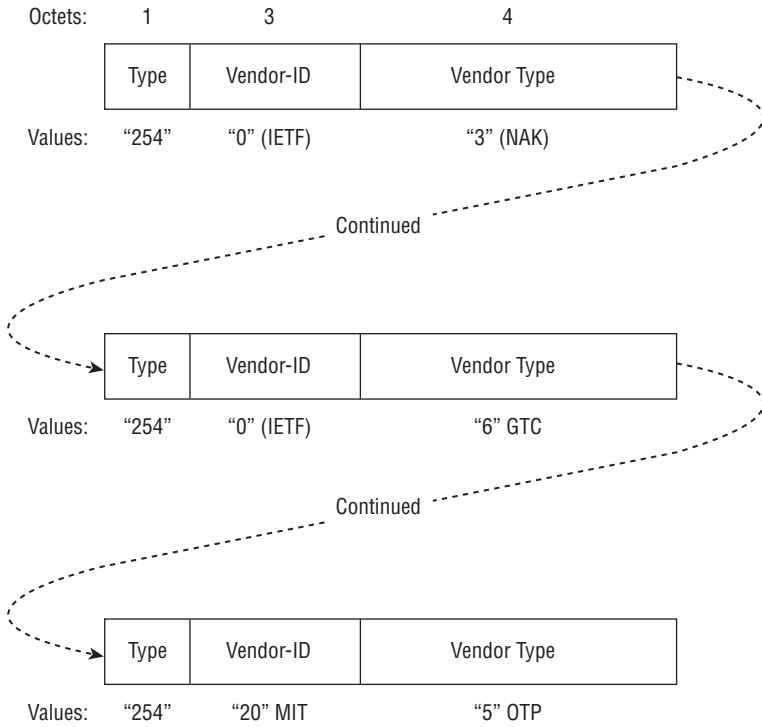 Octets: 1 3 4
Type Vendor-ID Vendor Type
Values: “254” “0” (IETF) “3” (NAK)
Continued
Type Vendor-ID Vendor Type
Values: “254” “0” (IETF) “6” GTC
Continued
Type Vendor-ID Vendor Type
Values: “254” “20” MIT “5” OTP